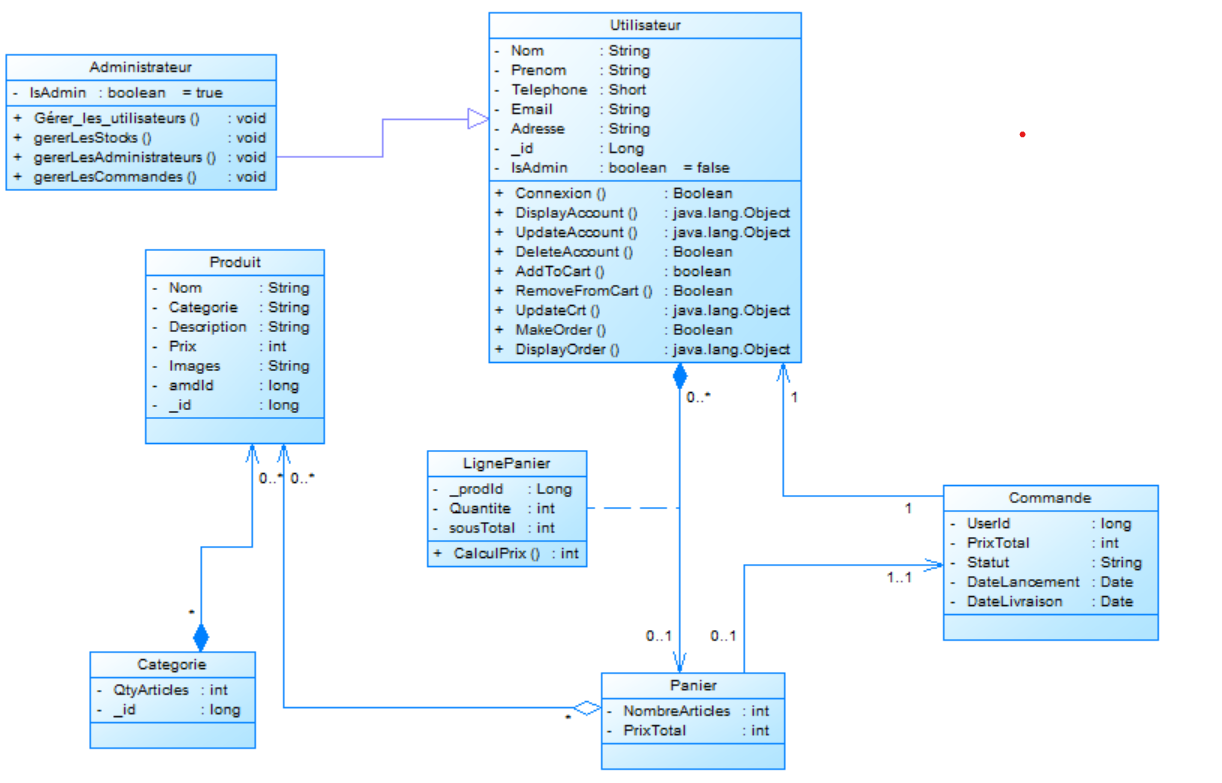 Administrateur
- IsAdmin : boolean = true
+ Gérer_les_utilisateurs () : void
+ gererLesStocks () : void
+ gererLesAdministrateurs () : void
+ gererLesCommandes () : void
Utilisateur
- Nom : String
- Prenom : String
- Telephone : Short
- Email : String
- Adresse : String
- _id : Long
- IsAdmin : boolean = false
+ Connexion () : Boolean
+ DisplayAccount () : java.lang.Object
+ UpdateAccount () : java.lang.Object
+ DeleteAccount () : Boolean
+ AddToCart () : boolean
+ RemoveFromCart () : Boolean
+ UpdateCrt () : java.lang.Object
+ MakeOrder () : Boolean
+ DisplayOrder () : java.lang.Object
Produit
- Nom : String
- Categorie : String
- Description : String
- Prix : int
- Images : String
- amdId : long
- _id : long
0..* 0..*
0..*
1
LignePanier
- _prodId : Long
- Quantite : int
- sousTotal : int
+ CalculPrix () : int
1
Commande
- UserId : long
- PrixTotal : int
- Statut : String
- DateLancement : Date
- DateLivraison : Date
1..1
*
0..1 0..1
Categorie
- QtyArticles : int
- _id : long
*
Panier
- NombreArticles : int
- PrixTotal : int